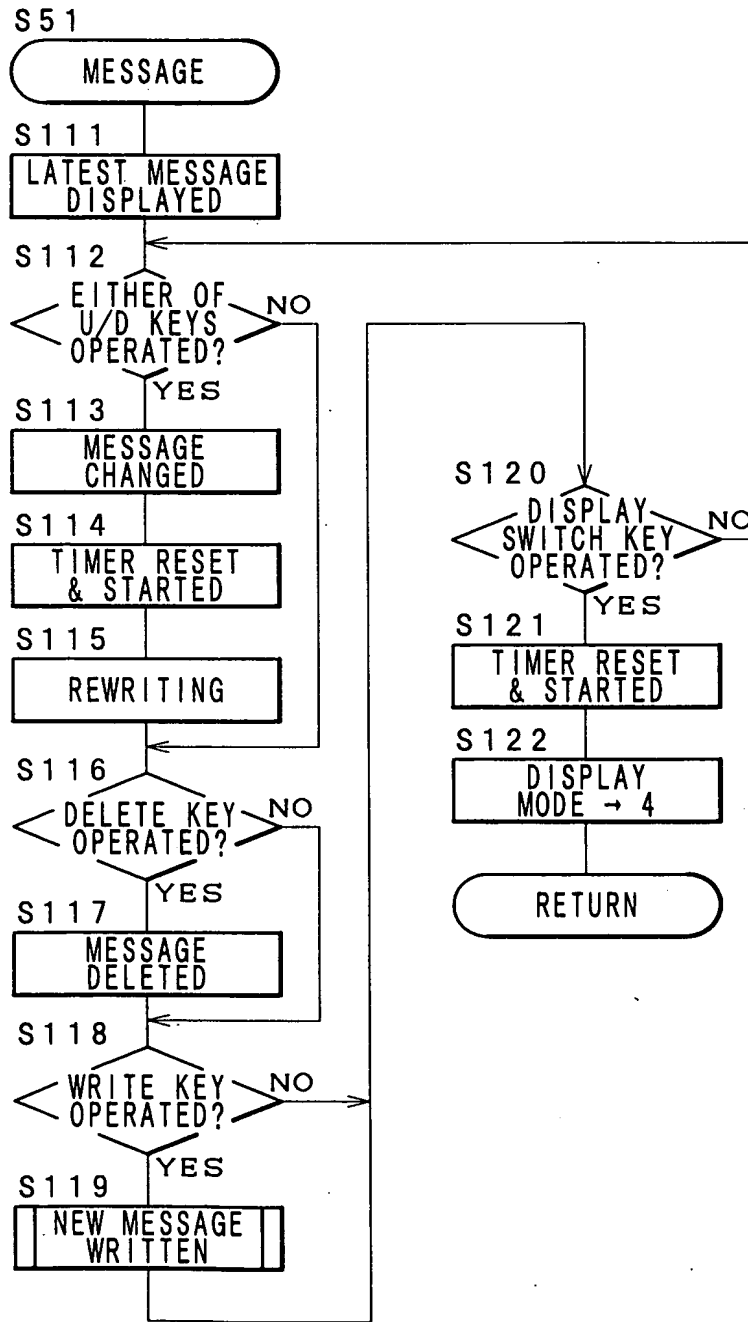 S51
MESSAGE
S111
LATEST MESSAGE
DISPLAYED
S112
EITHER OF
U/D KEYS
OPERATED?
NO
YES
S113
MESSAGE
CHANGED
S114
TIMER RESET
& STARTED
S115
REWRITING
S116
DELETE KEY
OPERATED?
NO
YES
S117
MESSAGE
DELETED
S118
WRITE KEY
OPERATED?
NO
YES
S119
NEW MESSAGE
WRITTEN
S120
DISPLAY
SWITCH KEY
OPERATED?
NO
YES
S121
TIMER RESET
& STARTED
S122
DISPLAY
MODE → 4
RETURN